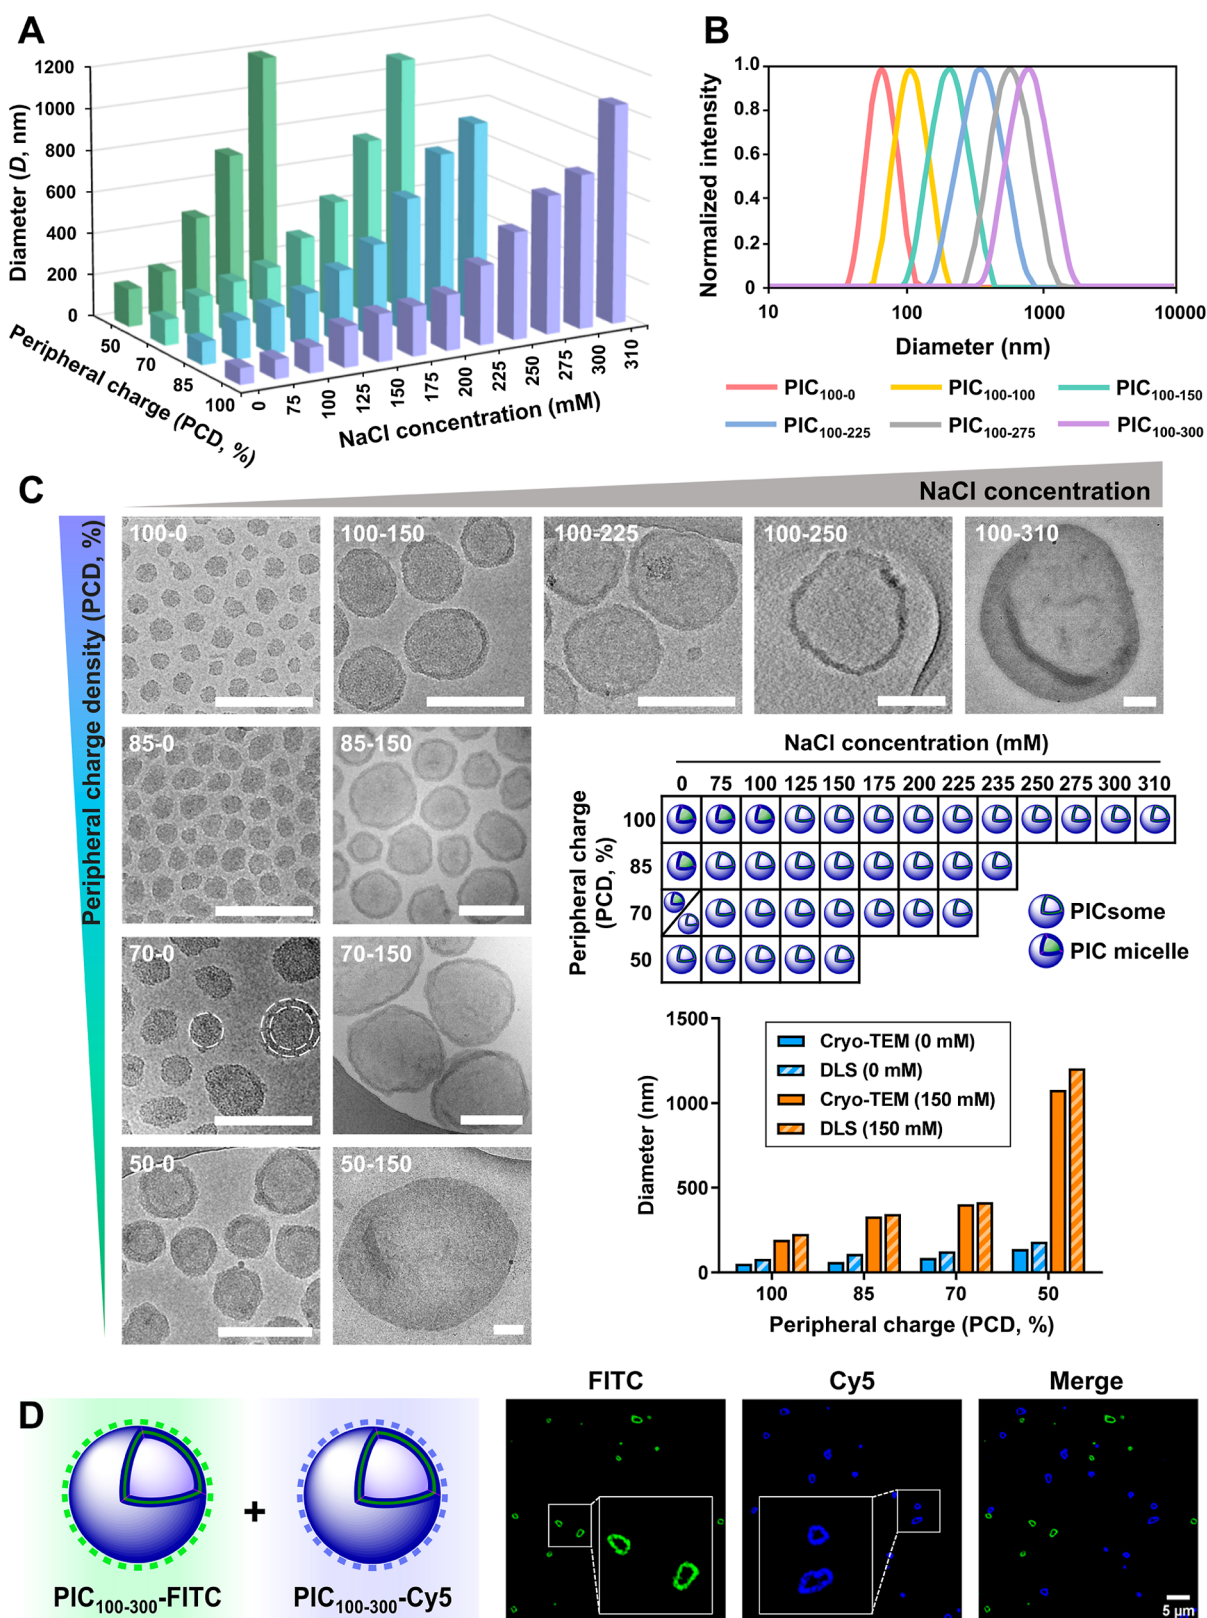 A
Diameter (D, nm)
1200
1000
800
600
400
200
0
50
70
85
100
Peripheral charge (PCD, %)
0
75
100
125
150
175
200
225
250
275
300
310
NaCl concentration (mM)
B
Normalized intensity
1.0
0.8
0.6
0.4
0.2
0
10 100 1000 10000
Diameter (nm)
PIC100-0 PIC100-100 PIC100-150
PIC100-225 PIC100-275 PIC100-300
C
NaCl concentration
Peripheral charge density (PCD, %)
100-0 100-150 100-225 100-250 100-310
85-0 85-150
70-0 70-150
50-0 50-150
NaCl concentration (mM)
0 75 100 125 150 175 200 225 235 250 275 300 310
Peripheral charge
(PCD, %)
100
85
70
50
PICsome
PIC micelle
Diameter (nm)
1500
1000
500
0
Cryo-TEM (0 mM)
DLS (0 mM)
Cryo-TEM (150 mM)
DLS (150 mM)
100 85 70 50
Peripheral charge (PCD, %)
D
PIC100-300-FITC
+
PIC100-300-Cy5
FITC Cy5 Merge
5 µm